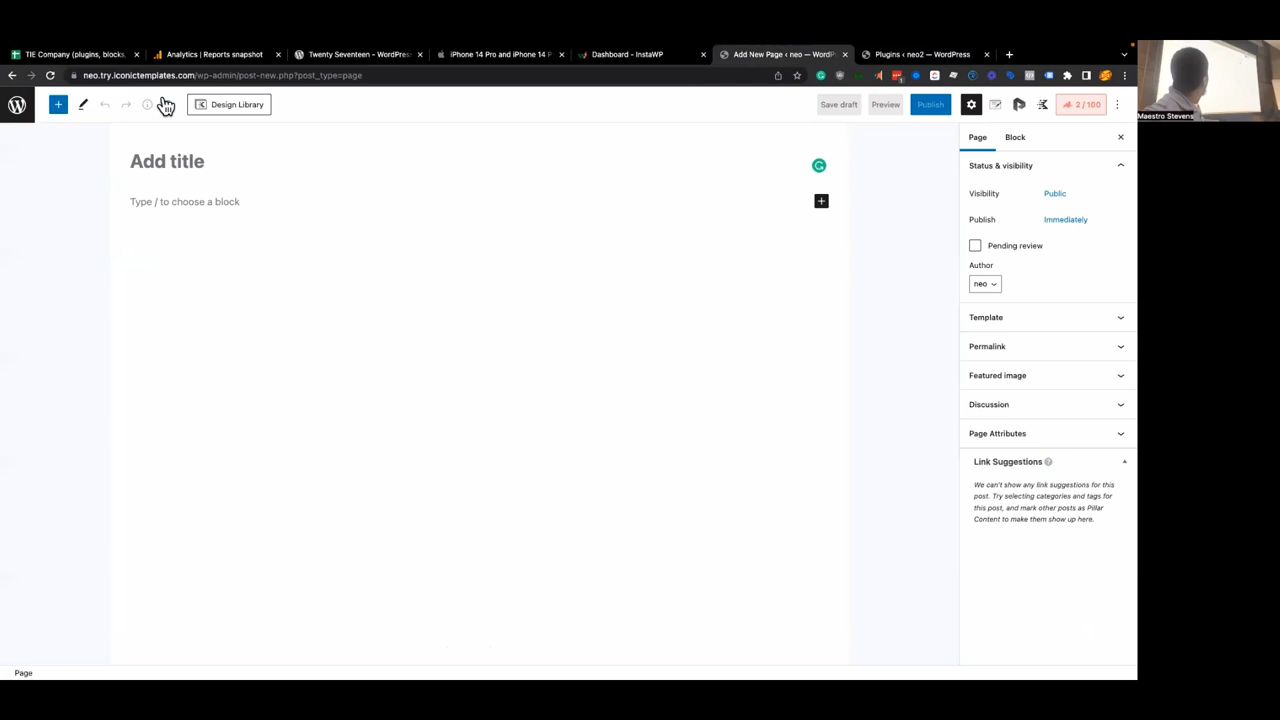 TIE Company (plugins, blocks,
Analytics | Reports snapshot
Twenty Seventeen – WordPres
iPhone 14 Pro and iPhone 14 P
Dashboard - InstaWP
Add New Page ‹ neo — WordP
Plugins ‹ neo2 — WordPress
neo.try.iconictemplates.com/wp-admin/post-new.php?post_type=page
Design Library
Save draft
Preview
Publish
2 / 100
Maestro Stevens
Add title
Type / to choose a block
Page
Block
Status & visibility
Visibility
Public
Publish
Immediately
Pending review
Author
neo
Template
Permalink
Featured image
Discussion
Page Attributes
Link Suggestions
We can't show any link suggestions for this
post. Try selecting categories and tags for
this post, and mark other posts as Pillar
Content to make them show up here.
Page